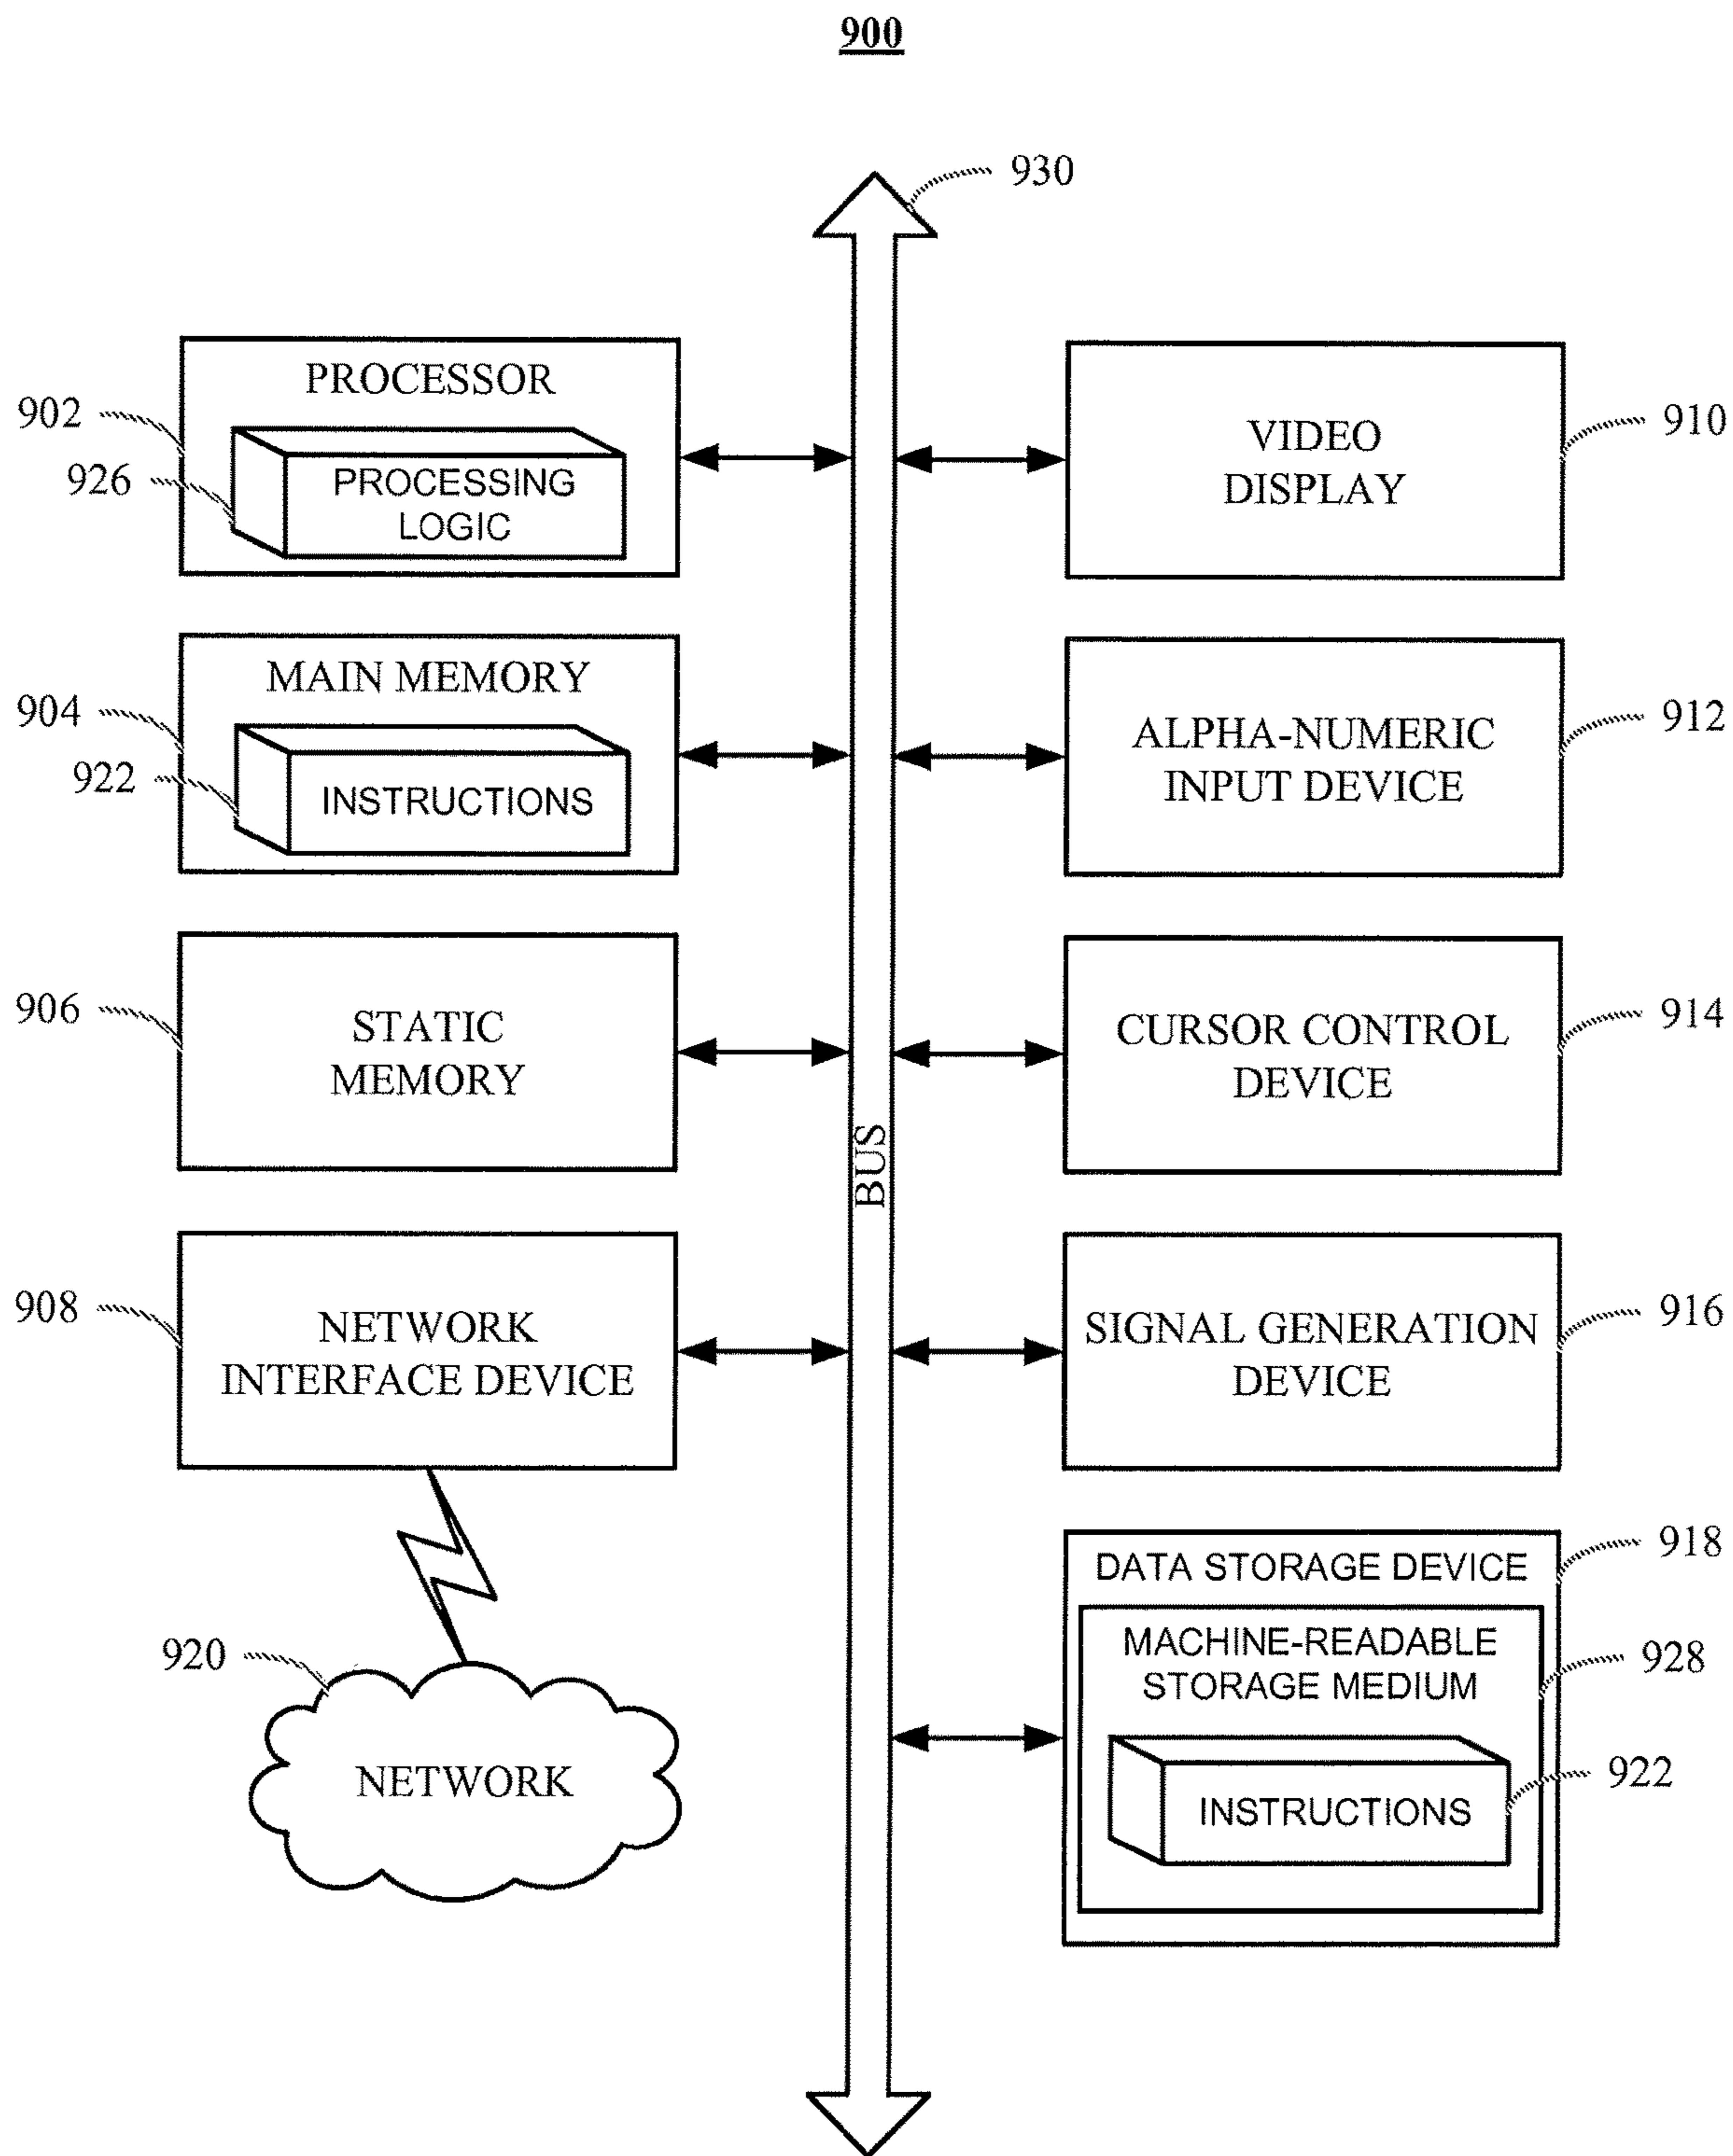 900
930
PROCESSOR
902
926
PROCESSING
LOGIC
VIDEO
DISPLAY
910
MAIN MEMORY
904
922
INSTRUCTIONS
ALPHA-NUMERIC
INPUT DEVICE
912
906
STATIC
MEMORY
CURSOR CONTROL
DEVICE
914
BUS
908
NETWORK
INTERFACE DEVICE
SIGNAL GENERATION
DEVICE
916
920
NETWORK
DATA STORAGE DEVICE
918
MACHINE-READABLE
STORAGE MEDIUM
928
INSTRUCTIONS
922